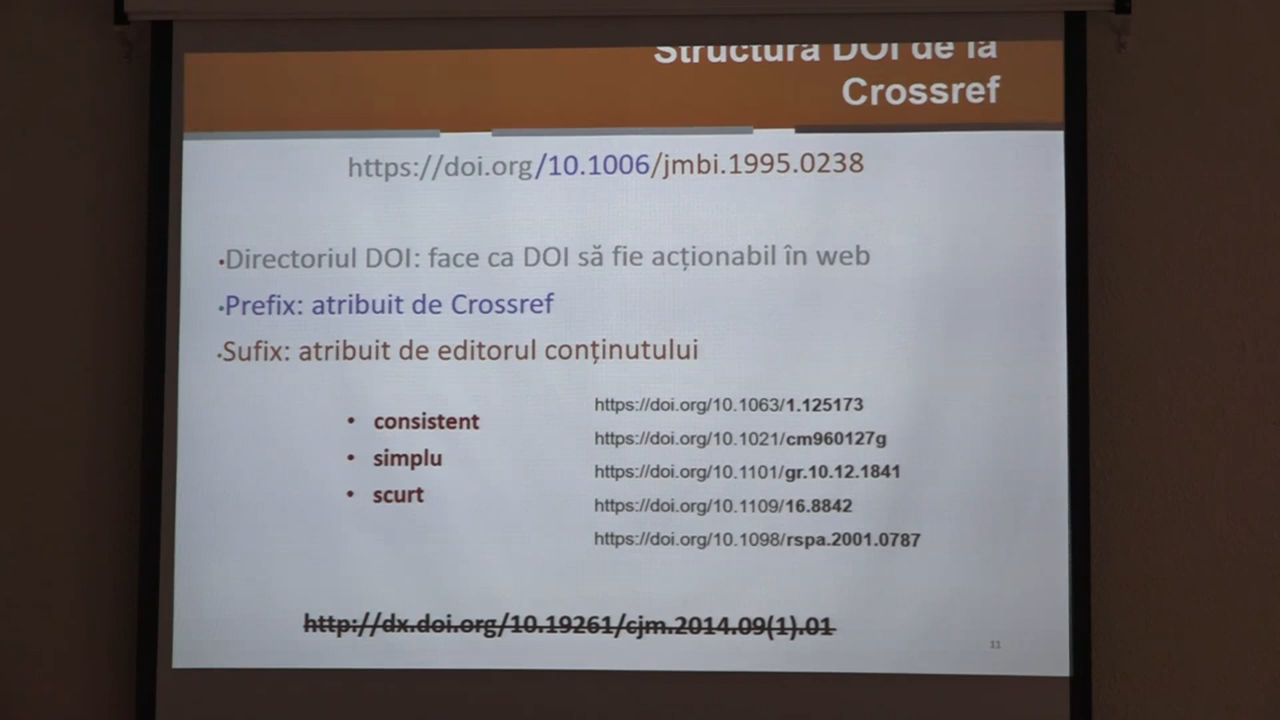 Structura DOI de la
Crossref
https://doi.org/10.1006/jmbi.1995.0238
•Directoriul DOI: face ca DOI să fie acționabil în web
•Prefix: atribuit de Crossref
•Sufix: atribuit de editorul conținutului
• consistent
• simplu
• scurt
https://doi.org/10.1063/1.125173
https://doi.org/10.1021/cm960127g
https://doi.org/10.1101/gr.10.12.1841
https://doi.org/10.1109/16.8842
https://doi.org/10.1098/rspa.2001.0787
http://dx.doi.org/10.19261/cjm.2014.09(1).01
11